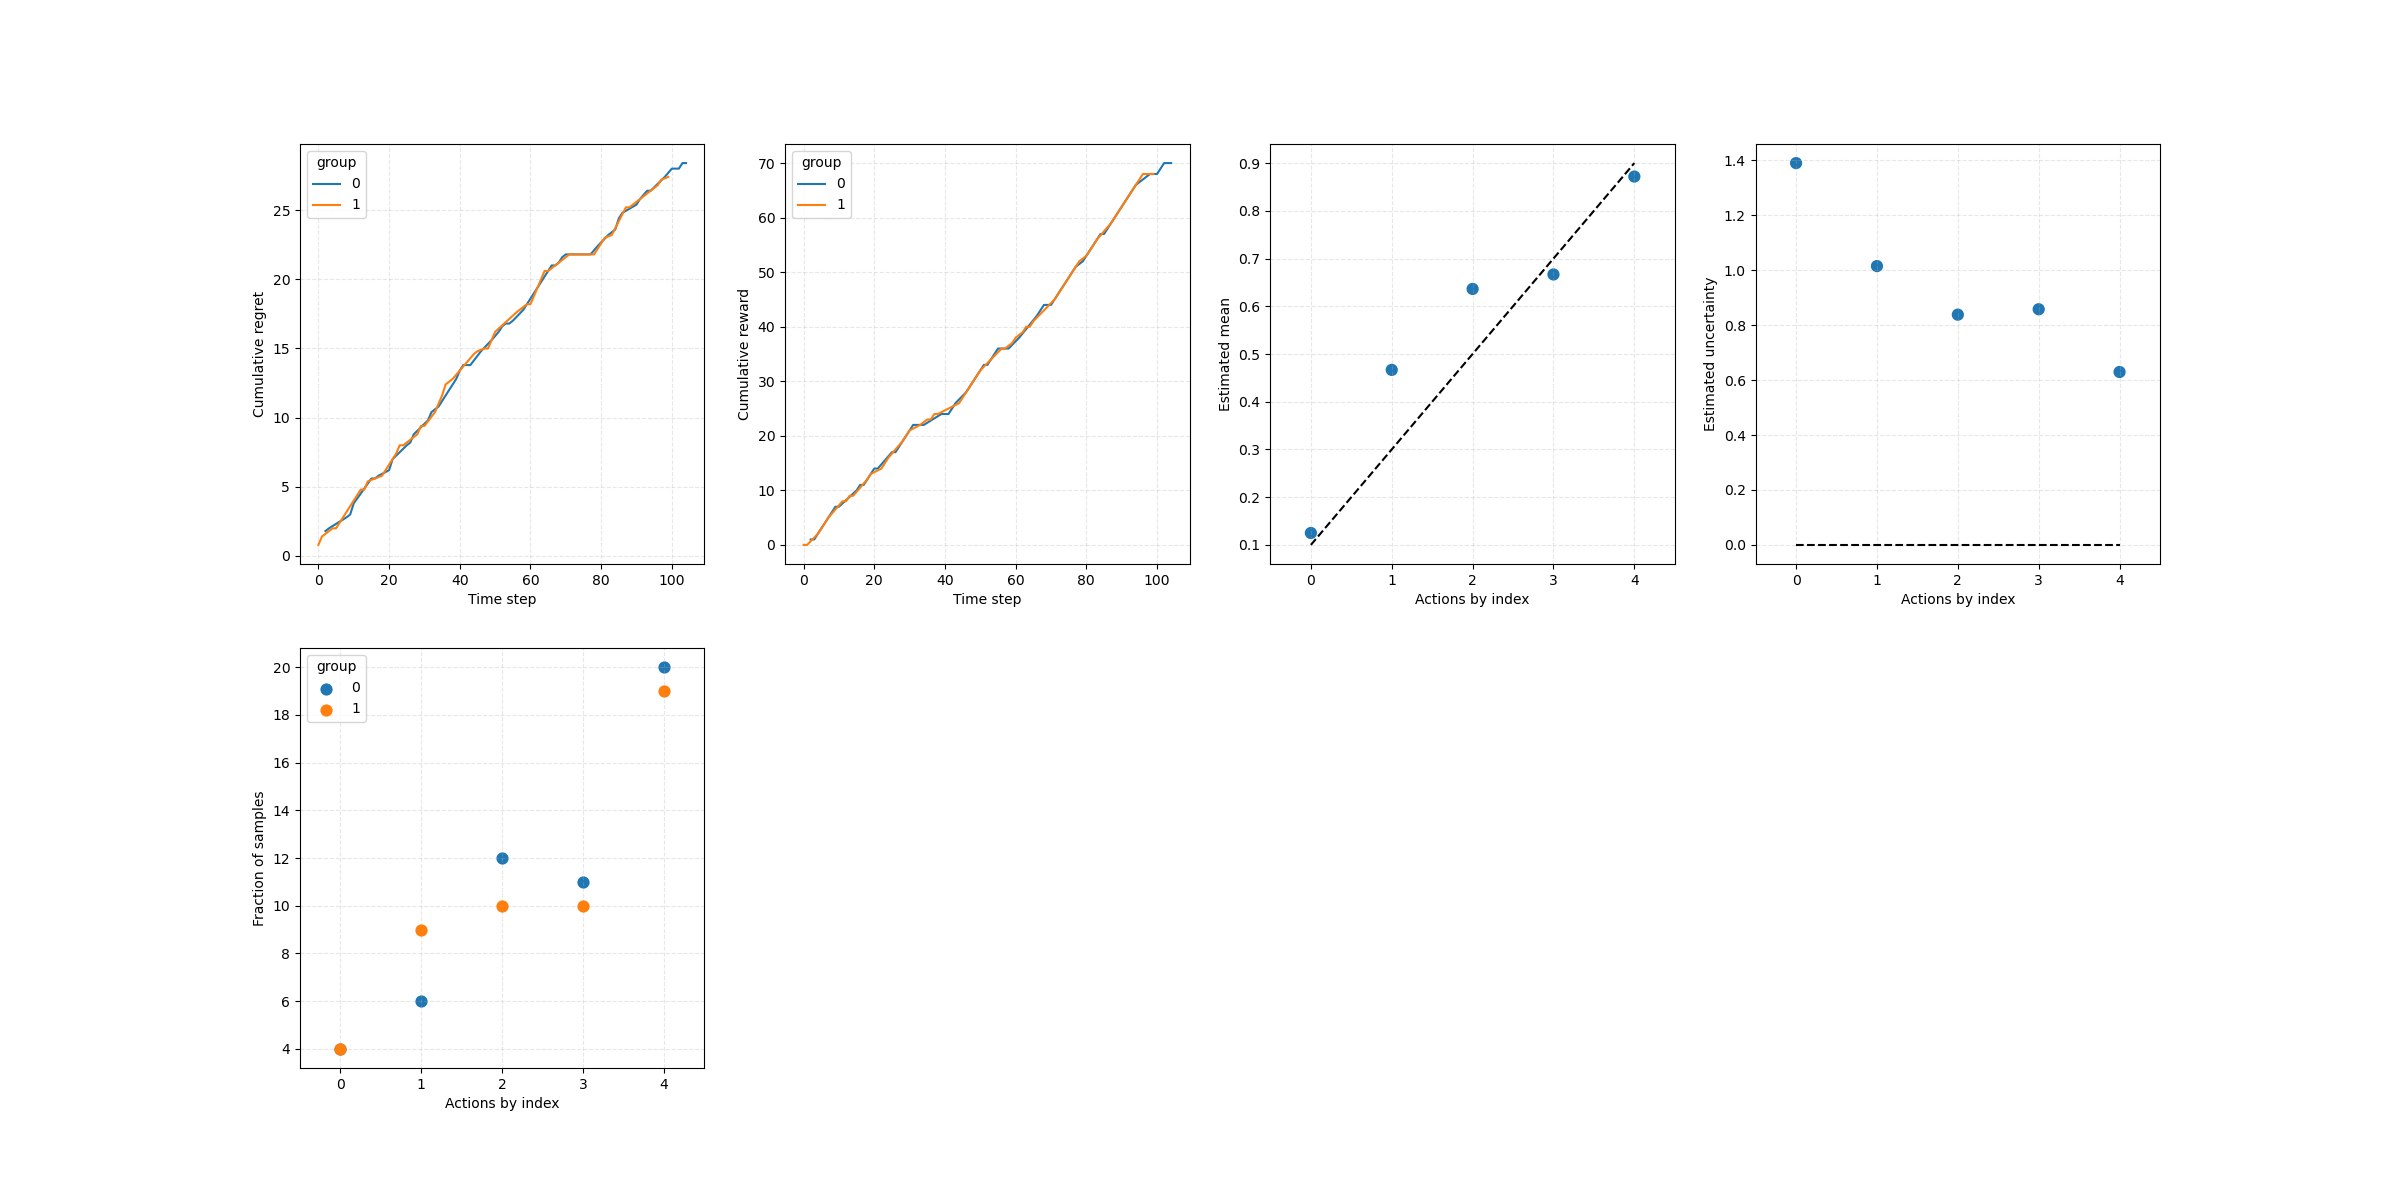 group
0
1
25
20
15
10
5
0
Cumulative regret
0 20 40 60 80 100
Time step
group
0
1
70
60
50
40
30
20
10
0
Cumulative reward
0 20 40 60 80 100
Time step
0.9
0.8
0.7
0.6
0.5
0.4
0.3
0.2
0.1
Estimated mean
0 1 2 3 4
Actions by index
1.4
1.2
1.0
0.8
0.6
0.4
0.2
0.0
Estimated uncertainty
0 1 2 3 4
Actions by index
group
0
1
20
18
16
14
12
10
8
6
4
Fraction of samples
0 1 2 3 4
Actions by index